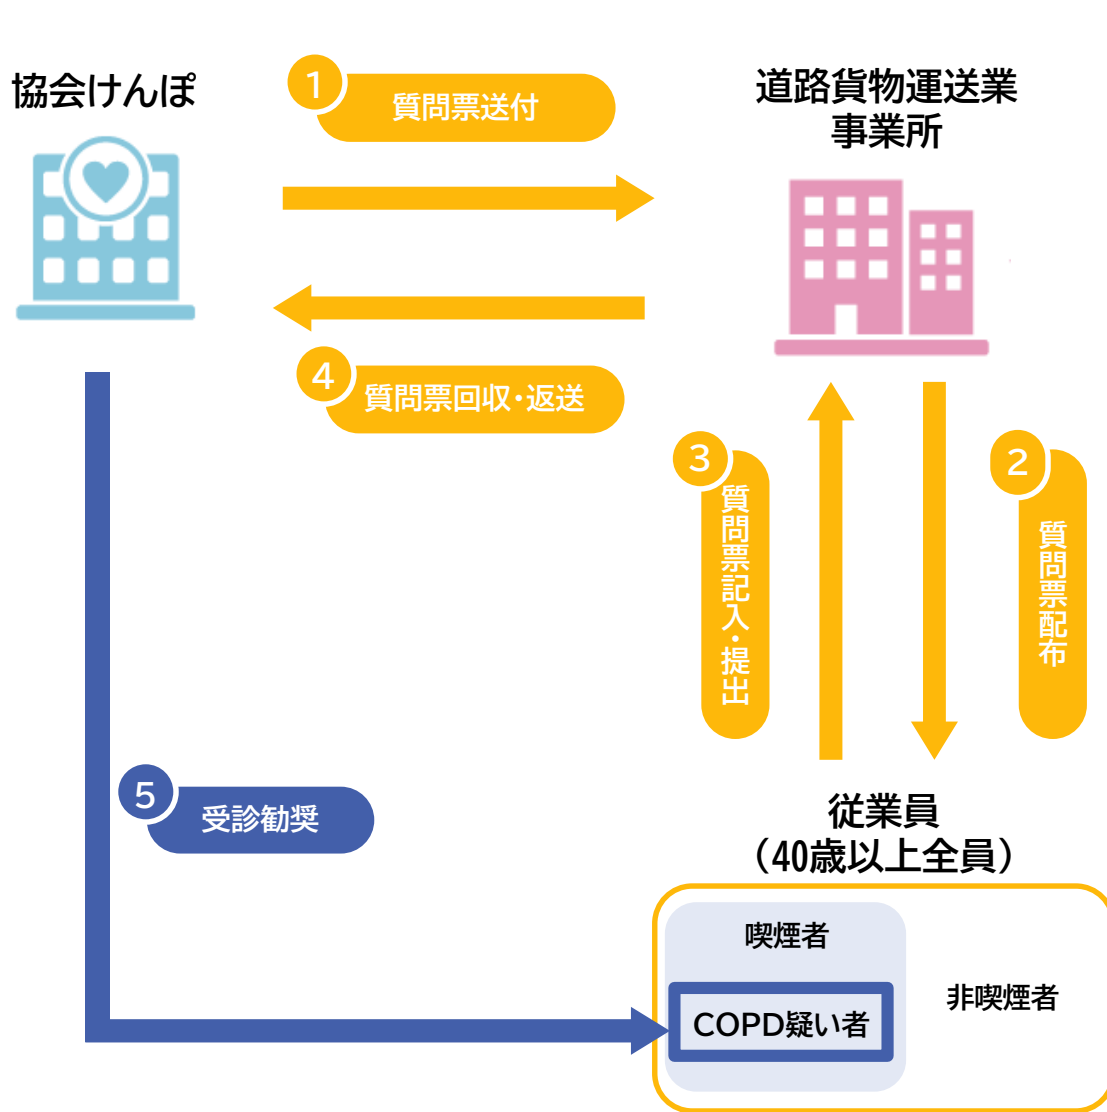 協会けんぽ
1
質問票送付
道路貨物運送業
事業所
4
質問票回収・返送
3
質問票記入・提出
2
質問票配布
5
受診勧奨
従業員
（40歳以上全員）
喫煙者
COPD疑い者
非喫煙者